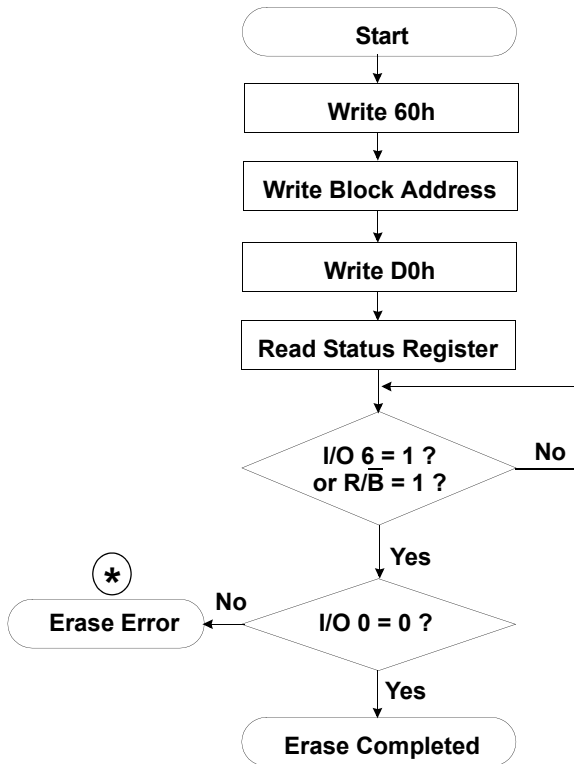 Start
Write 60h
Write Block Address
Write D0h
Read Status Register
I/O 6 = 1 ?
or R/B̅ = 1 ?
No
Yes
*
No
Erase Error
I/O 0 = 0 ?
Yes
Erase Completed